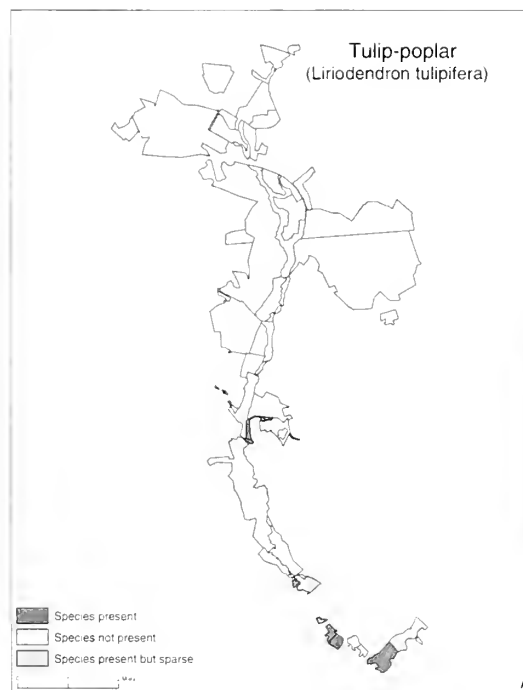 Tulip-poplar
(Liriodendron tulipifera)
Species present
Species not present
Species present but sparse